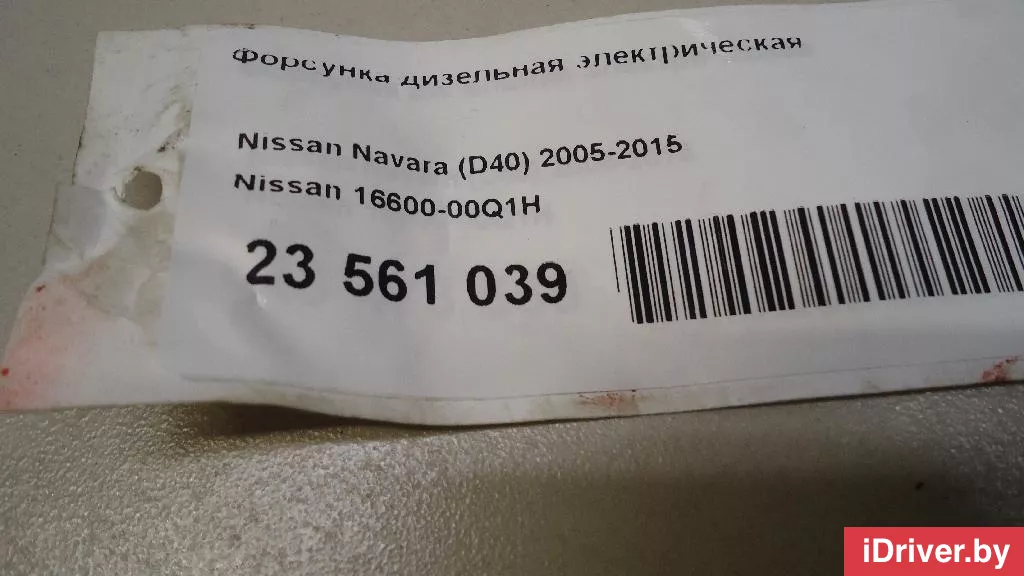 Форсунка дизельная электрическая
Nissan Navara (D40) 2005-2015
Nissan 16600-00Q1H
23 561 039
iDriver.by